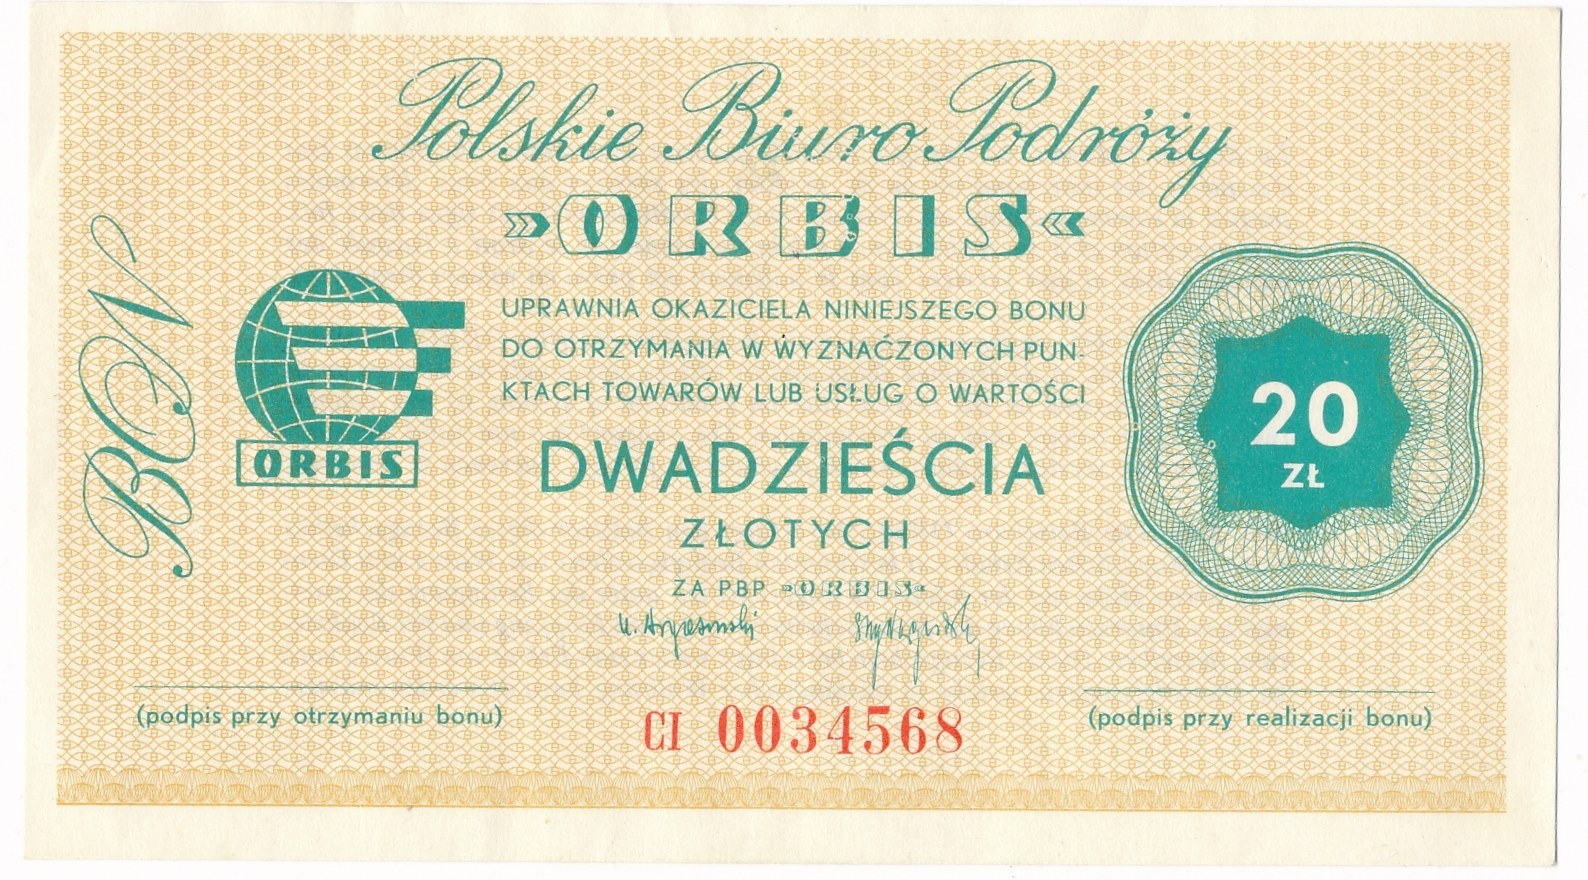 Polskie Biuro Podróży
»ORBIS«
BON
ORBIS
UPRAWNIA OKAZICIELA NINIEJSZEGO BONU
DO OTRZYMANIA W WYZNACZONYCH PUN-
KTACH TOWARÓW LUB USŁUG O WARTOŚCI
DWADZIEŚCIA
ZŁOTYCH
20
ZŁ
ZA PBP »ORBIS«
(podpis przy otrzymaniu bonu)
CI 0034568
(podpis przy realizacji bonu)